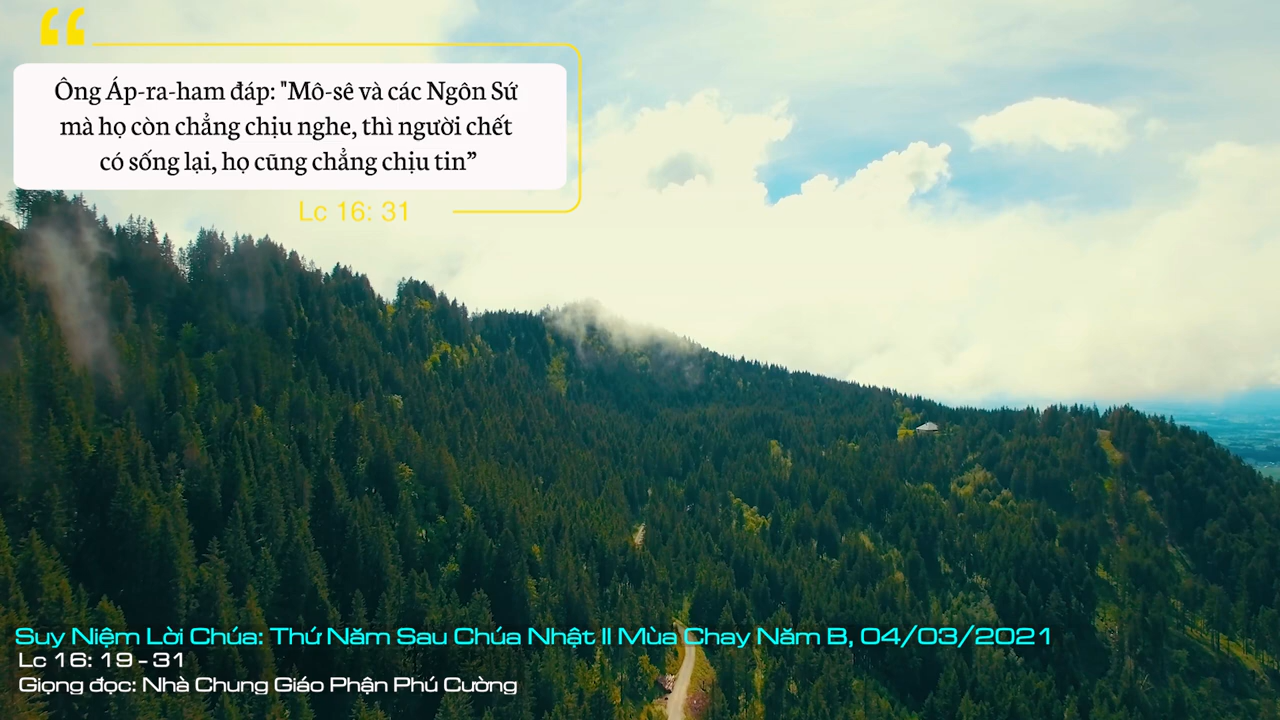 Ông Áp-ra-ham đáp: "Mô-sê và các Ngôn Sứ
mà họ còn chẳng chịu nghe, thì người chết
có sống lại, họ cũng chẳng chịu tin”
Lc 16: 31
Suy Niệm Lời Chúa: Thứ Năm Sau Chúa Nhật II Mùa Chay Năm B, 04/03/2021
Lc 16: 19 - 31
Giọng đọc: Nhà Chung Giáo Phận Phú Cường